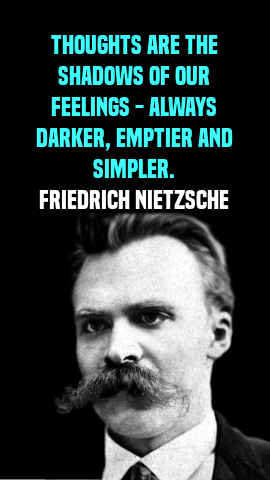 THOUGHTS ARE THE
SHADOWS OF OUR
FEELINGS - ALWAYS
DARKER, EMPTIER AND
SIMPLER.
FRIEDRICH NIETZSCHE